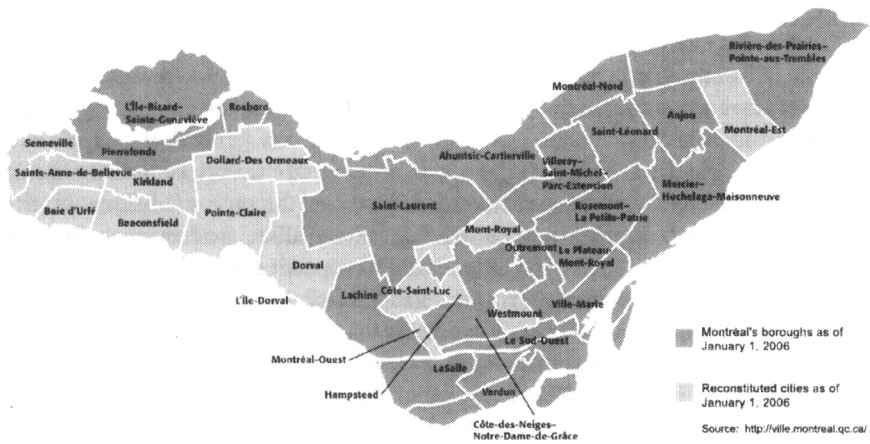 Rivière-des-Prairies–
Pointe-aux-Trembles
Montréal-Nord
L'Île-Bizard–
Sainte-Geneviève
Roxboro
Anjou
Saint-Léonard
Montréal-Est
Senneville
Pierrefonds
Dollard-Des Ormeaux
Ahuntsic-Cartierville
Villeray–
Saint-Michel–
Parc-Extension
Sainte-Anne-de-Bellevue
Kirkland
Mercier–
Hochelaga-Maisonneuve
Baie d'Urfé
Beaconsfield
Pointe-Claire
Saint-Laurent
Rosemont–
La Petite-Patrie
Mont-Royal
Outremont
Le Plateau-
Mont-Royal
Dorval
L'Île-Dorval
Lachine
Côte-Saint-Luc
Westmount
Ville-Marie
Le Sud-Ouest
Montréal-Ouest
LaSalle
Hampstead
Verdun
Côte-des-Neiges–
Notre-Dame-de-Grâce
Montréal's boroughs as of
January 1, 2006
Reconstituted cities as of
January 1, 2006
Source: http://ville.montreal.qc.ca/